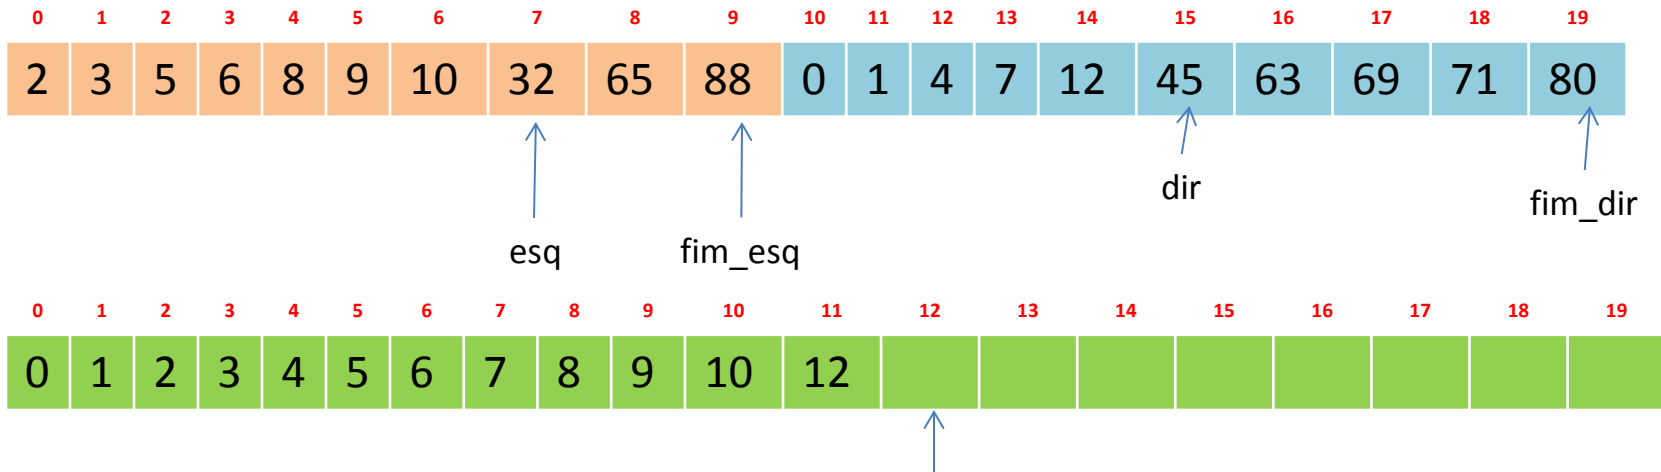 0 1 2 3 4 5 6 7 8 9 10 11 12 13 14 15 16 17 18 19
2 3 5 6 8 9 10 32 65 88 0 1 4 7 12 45 63 69 71 80
dir
fim_dir
esq fim_esq
0 1 2 3 4 5 6 7 8 9 10 11 12 13 14 15 16 17 18 19
0 1 2 3 4 5 6 7 8 9 10 12